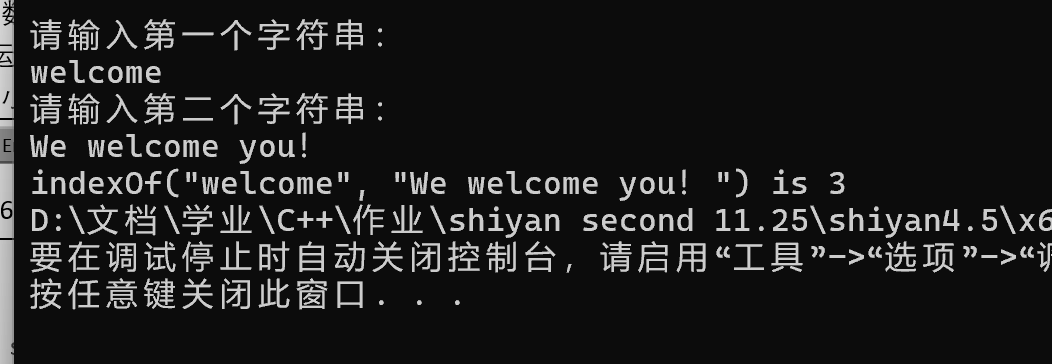 请输入第一个字符串：
welcome
请输入第二个字符串：
We welcome you!
indexOf("welcome", "We welcome you! ") is 3
D:\文档\学业\C++\作业\shiyan second 11.25\shiyan4.5\x6
要在调试停止时自动关闭控制台，请启用“工具”->“选项”->“调
按任意键关闭此窗口. . .